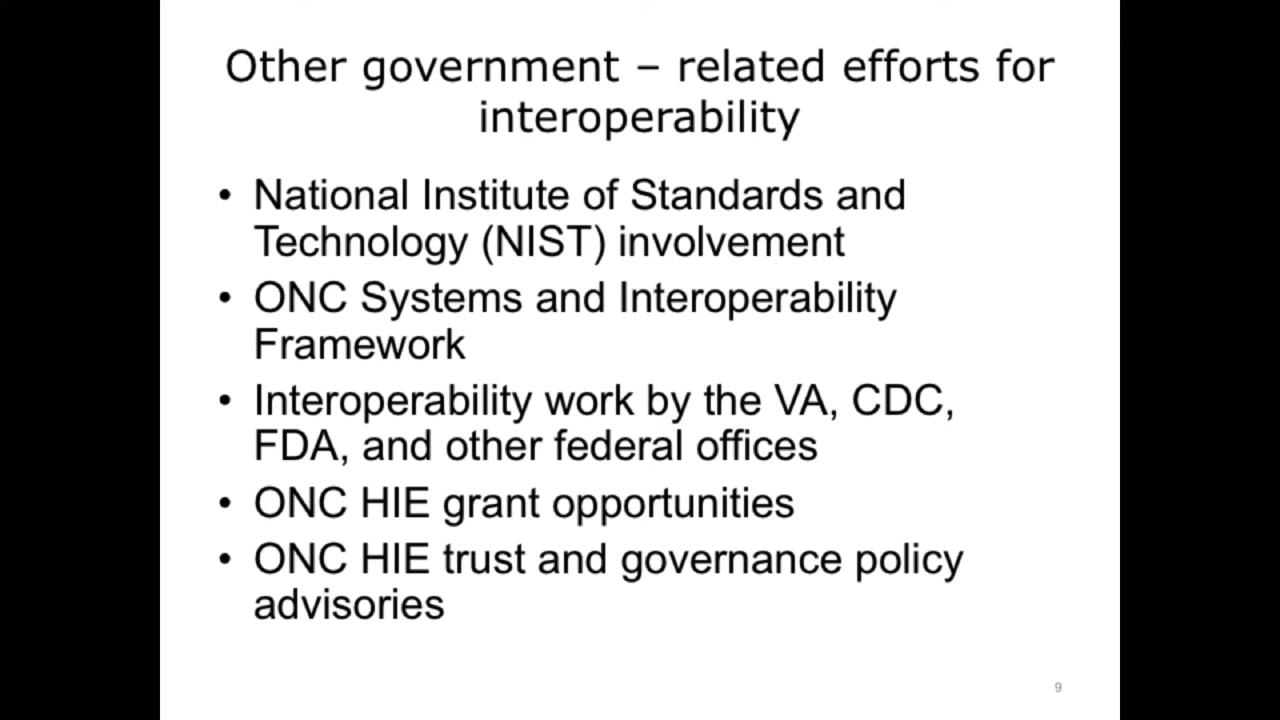 Other government – related efforts for
interoperability
• National Institute of Standards and
Technology (NIST) involvement
• ONC Systems and Interoperability
Framework
• Interoperability work by the VA, CDC,
FDA, and other federal offices
• ONC HIE grant opportunities
• ONC HIE trust and governance policy
advisories
9